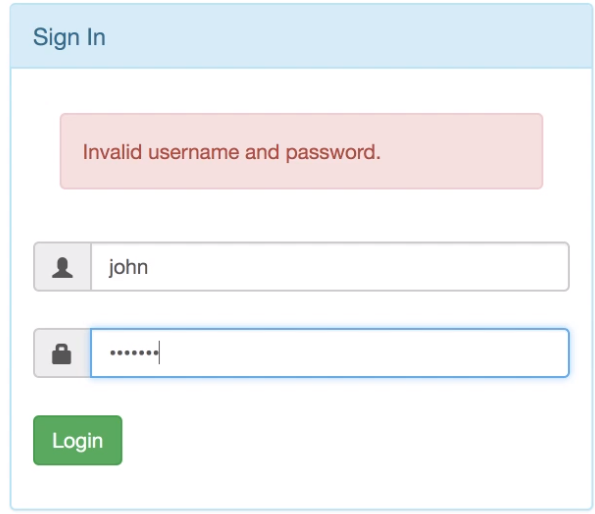 Sign In
Invalid username and password.
john
•••••••
Login